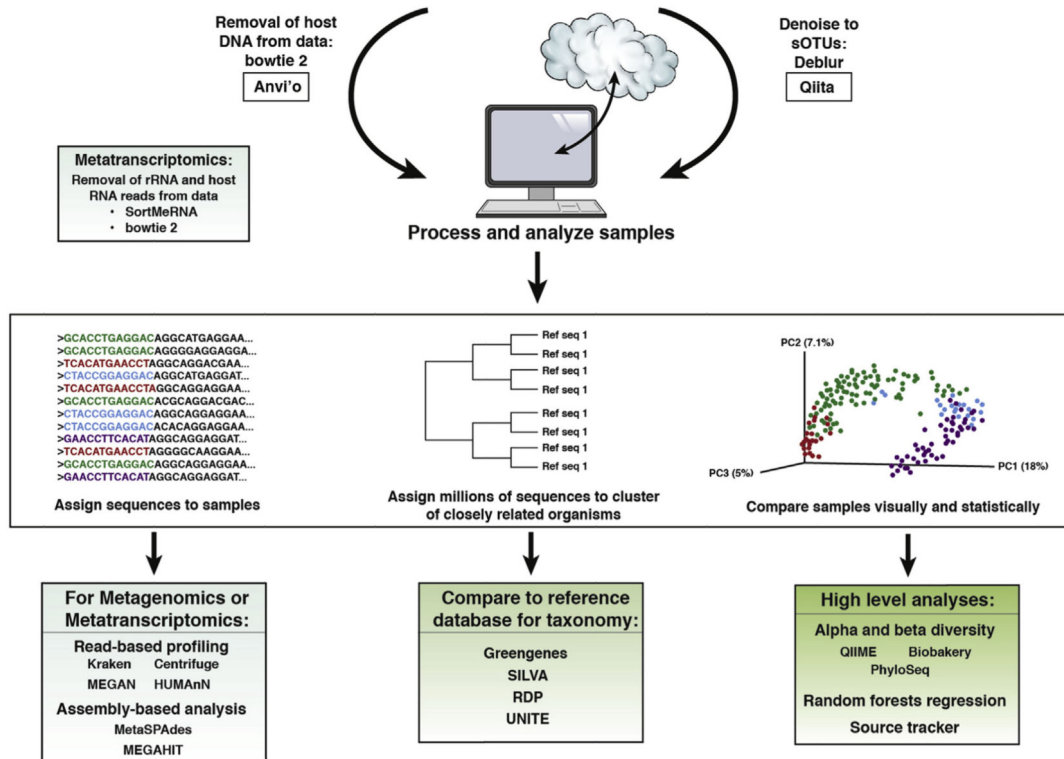 Removal of host
DNA from data:
bowtie 2
Anvi'o
Denoise to
sOTUs:
Deblur
Qiita
Metatranscriptomics:
Removal of rRNA and host
RNA reads from data
• SortMeRNA
• bowtie 2
Process and analyze samples
>GCACCTGAGGACAGGCATGAGGAA...
>GCACCTGAGGACAGGGGAGGAGGA...
>TCACATGAACCTAGGCAGGACGAA...
>CTACCGGAGGACAGGCATGAGGAT...
>TCACATGAACCTAGGCAGGAGGAA...
>GCACCTGAGGACACGCAGGACGAC...
>CTACCGGAGGACAGGCAGGAGGAA...
>CTACCGGAGGACACACAGGAGGAA...
>GAACCTTCACATAGGCAGGAGGAT...
>TCACATGAACCTAGGGGCAAGGAA...
>GCACCTGAGGACAGGCAGGAGGAA...
>GAACCTTCACATAGGCAGGAGGAT...
Assign sequences to samples
Ref seq 1
Ref seq 1
Ref seq 1
Ref seq 1
Ref seq 1
Ref seq 1
Ref seq 1
Ref seq 1
Assign millions of sequences to cluster
of closely related organisms
PC2 (7.1%)
PC3 (5%)
PC1 (18%)
Compare samples visually and statistically
For Metagenomics or
Metatranscriptomics:
Read-based profiling
Kraken Centrifuge
MEGAN HUMAnN
Assembly-based analysis
MetaSPAdes
MEGAHIT
Compare to reference
database for taxonomy:
Greengenes
SILVA
RDP
UNITE
High level analyses:
Alpha and beta diversity
QIIME Biobakery
PhyloSeq
Random forests regression
Source tracker